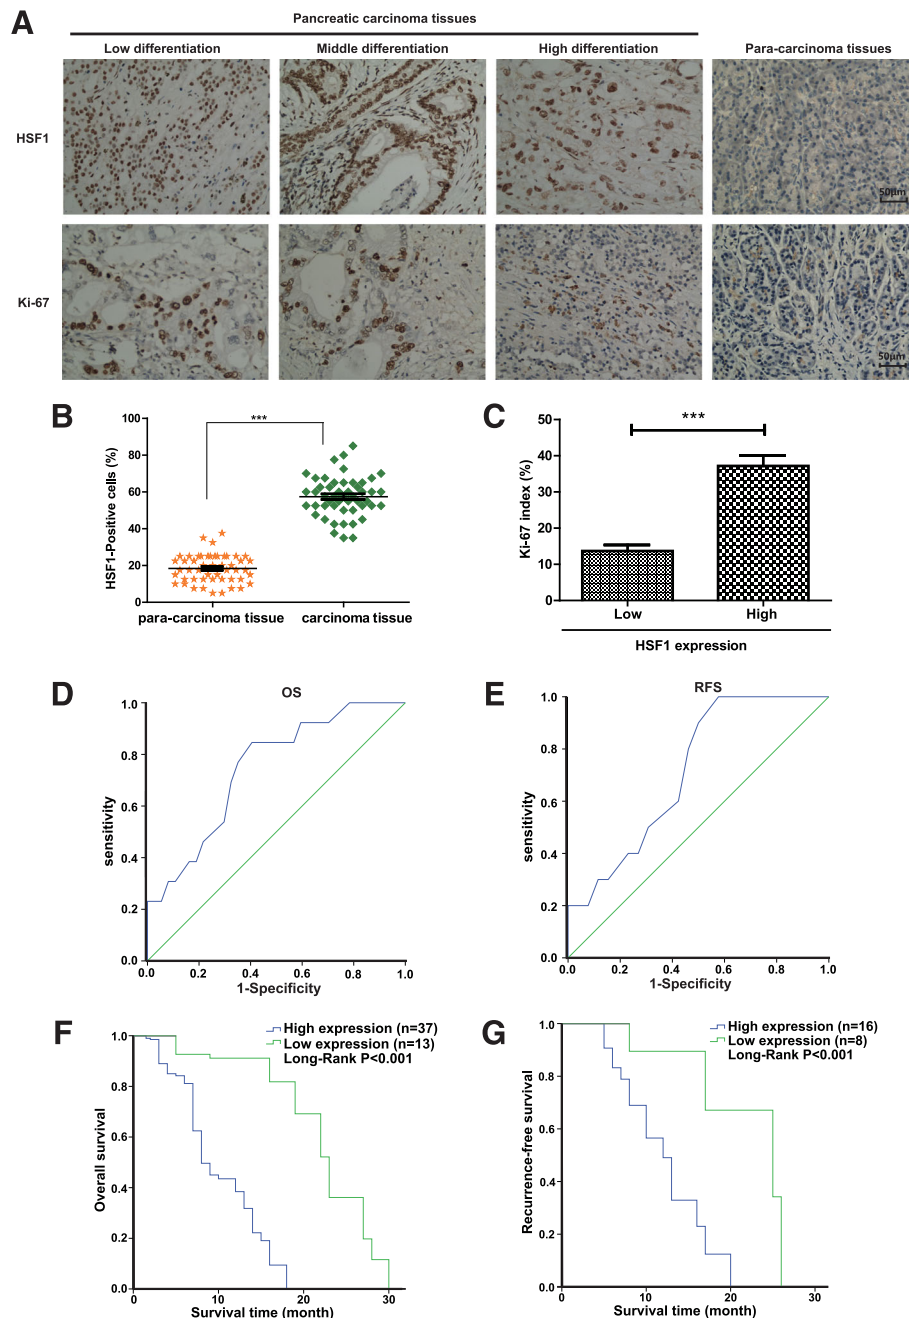 A
Pancreatic carcinoma tissues
Low differentiation
Middle differentiation
High differentiation
Para-carcinoma tissues
HSF1
50μm
Ki-67
50μm
B
HSF1-Positive cells (%)
100
80
60
40
20
0
***
para-carcinoma tissue
carcinoma tissue
C
Ki-67 index (%)
50
40
30
20
10
0
***
Low
High
HSF1 expression
D
OS
sensitivity
1.0
0.8
0.6
0.4
0.2
0.0
0.0 0.2 0.4 0.6 0.8 1.0
1-Specificity
E
RFS
sensitivity
1.0
0.8
0.6
0.4
0.2
0.0
0.0 0.2 0.4 0.6 0.8 1.0
1-Specificity
F
High expression (n=37)
Low expression (n=13)
Long-Rank P<0.001
Overall survival
1.0
0.8
0.6
0.4
0.2
0.0
0 10 20 30
Survival time (month)
G
High expression (n=16)
Low expression (n=8)
Long-Rank P<0.001
Recurrence-free survival
1.0
0.8
0.6
0.4
0.2
0.0
0 10 20 30
Survival time (month)